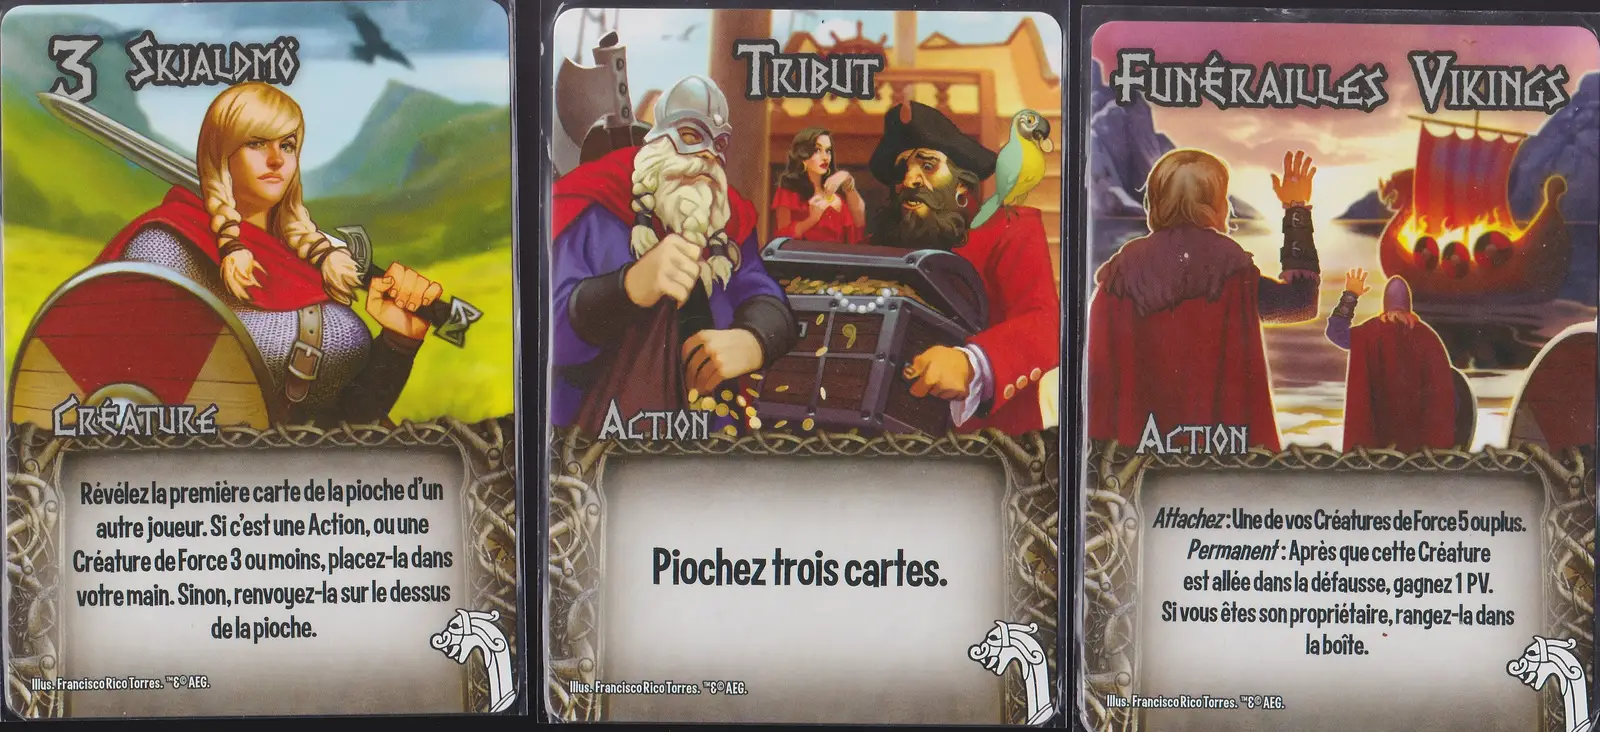 3 Skjaldmö
Créature
Révélez la première carte de la pioche d'un
autre joueur. Si c'est une Action, ou une
Créature de Force 3 ou moins, placez-la dans
votre main. Sinon, renvoyez-la sur le dessus
de la pioche.
Illus. Francisco Rico Torres. ™&© AEG.
Tribut
Action
Piochez trois cartes.
Illus. Francisco Rico Torres. ™&© AEG.
Funérailles Vikings
Action
Attachez : Une de vos Créatures de Force 5 ou plus.
Permanent : Après que cette Créature
est allée dans la défausse, gagnez 1 PV.
Si vous êtes son propriétaire, rangez-la dans
la boîte.
Illus. Francisco Rico Torres. ™&© AEG.